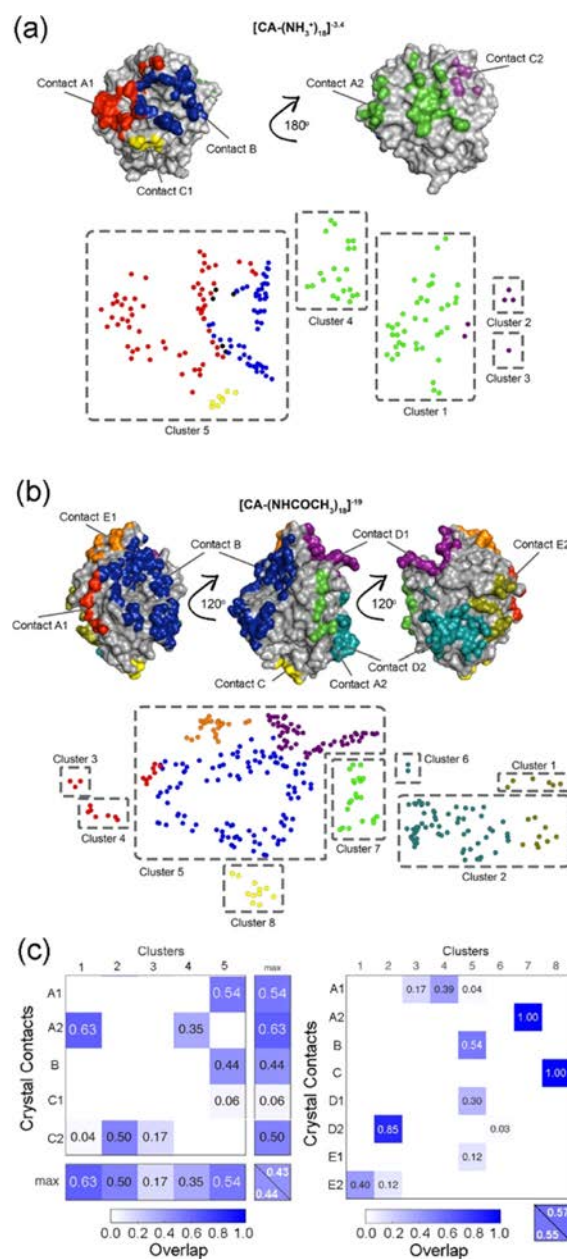 (a)
[CA-(NH₃⁺)₁₈]⁻³·⁴
Contact A1
Contact B
Contact C1
180°
Contact A2
Contact C2
Cluster 5
Cluster 4
Cluster 1
Cluster 2
Cluster 3
(b)
[CA-(NHCOCH₃)₁₈]⁻¹⁹
Contact E1
Contact B
Contact D1
Contact E2
Contact A1
120°
120°
Contact C
Contact D2
Contact A2
Cluster 3
Cluster 4
Cluster 5
Cluster 6
Cluster 1
Cluster 7
Cluster 2
Cluster 8
(c)
Clusters
1 2 3 4 5 max
Crystal Contacts
A1 0.54 0.54
A2 0.63 0.35 0.63
B 0.44 0.44
C1 0.06 0.06
C2 0.04 0.50 0.17 0.50
max 0.63 0.50 0.17 0.35 0.54 0.43
0.44
0.0 0.2 0.4 0.6 0.8 1.0
Overlap
Clusters
1 2 3 4 5 6 7 8
Crystal Contacts
A1 0.17 0.39 0.04
A2 1.00
B 0.54
C 1.00
D1 0.30
D2 0.85 0.03
E1 0.12
E2 0.40 0.12
0.57
0.55
0.0 0.2 0.4 0.6 0.8 1.0
Overlap